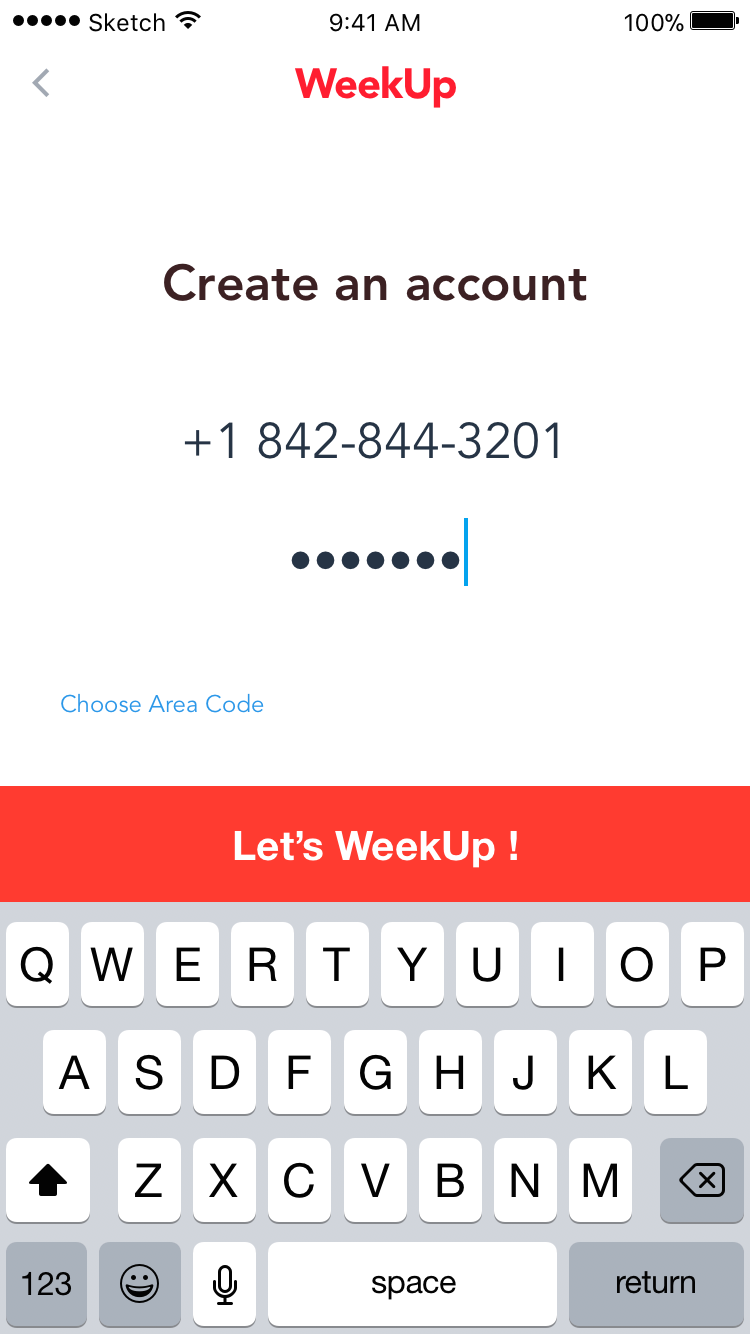 Sketch 9:41 AM 100%
WeekUp
Create an account
+1 842-844-3201
•••••••
Choose Area Code
Let’s WeekUp !
Q W E R T Y U I O P
A S D F G H J K L
Z X C V B N M
123 space return